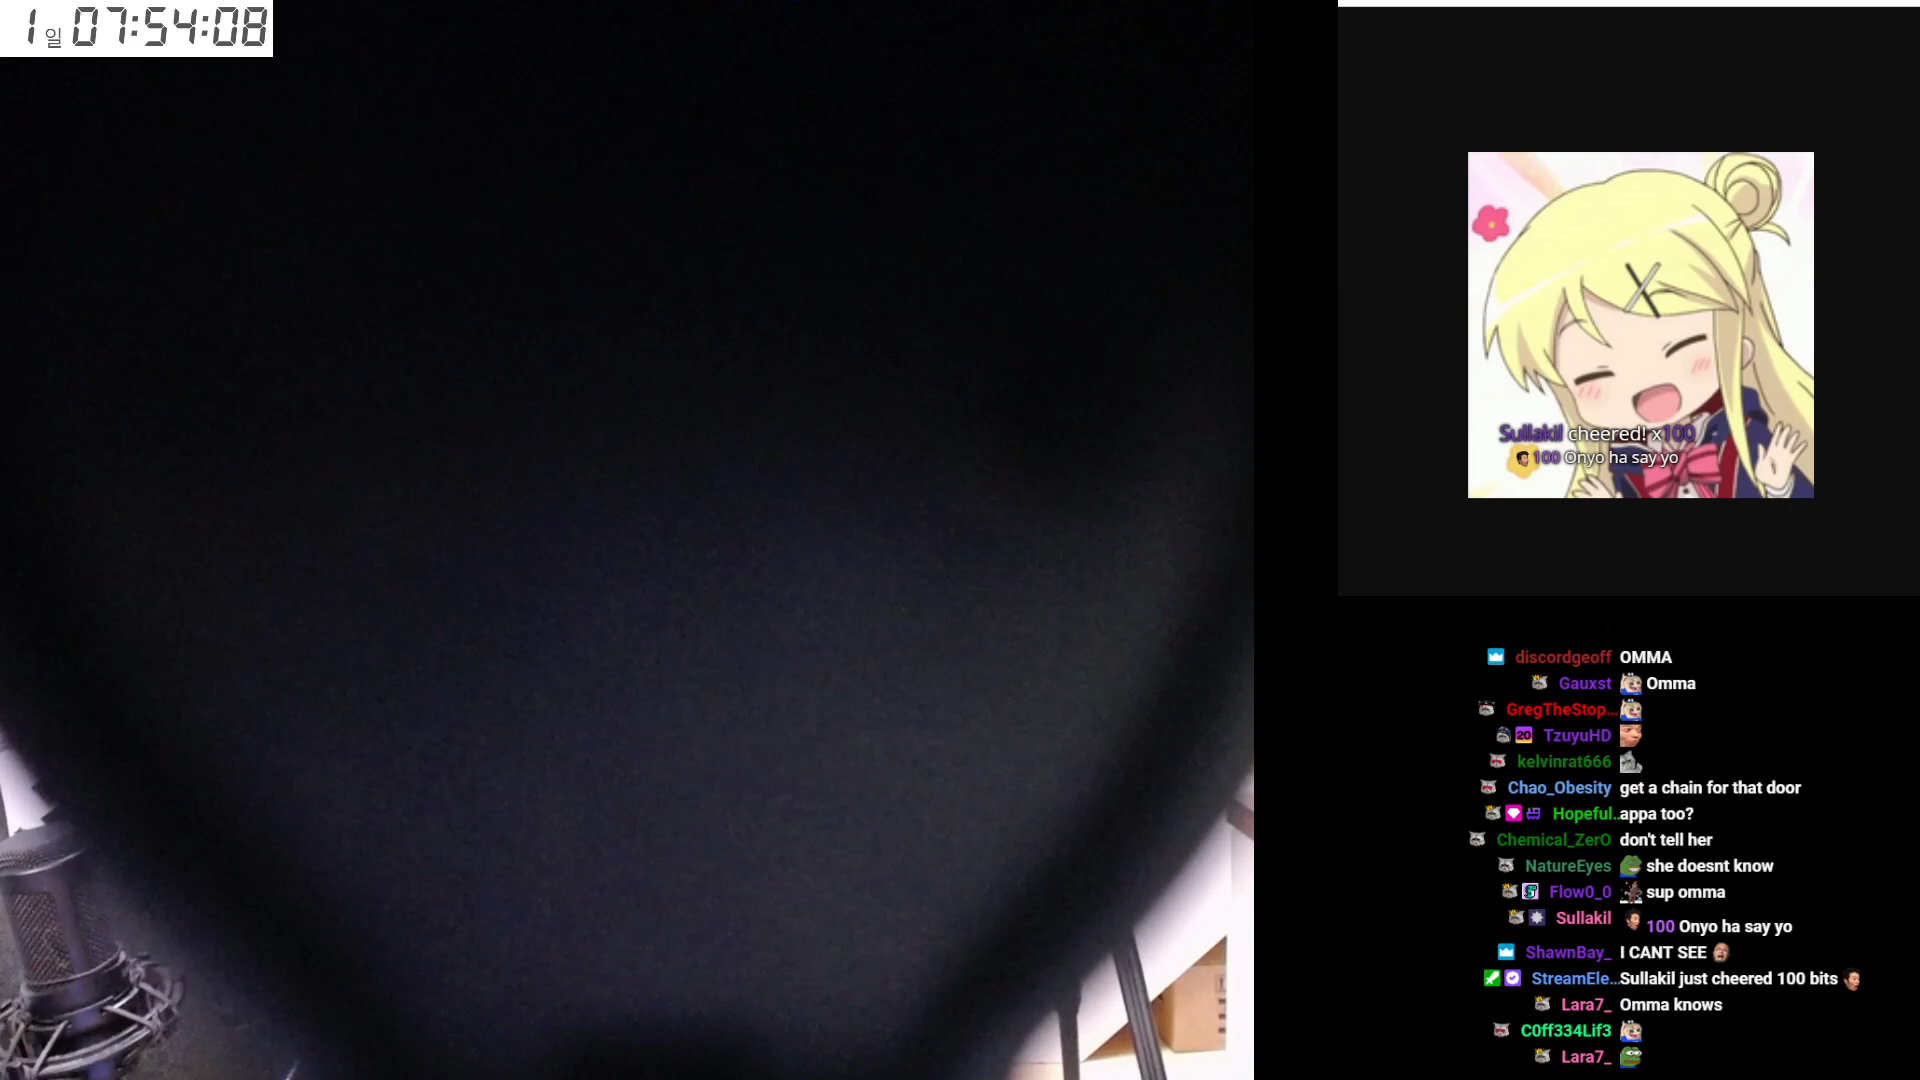 1일 07:54:08
Sullakil cheered! x100
100 Onyo ha say yo
discordgeoff OMMA
Gauxst Omma
GregTheStop...
20 TzuyuHD
kelvinrat666
Chao_Obesity get a chain for that door
Hopeful... appa too?
Chemical_ZerO don't tell her
NatureEyes she doesnt know
Flow0_0 sup omma
Sullakil 100 Onyo ha say yo
ShawnBay_ I CANT SEE
StreamEle... Sullakil just cheered 100 bits
Lara7_ Omma knows
C0ff334Lif3
Lara7_